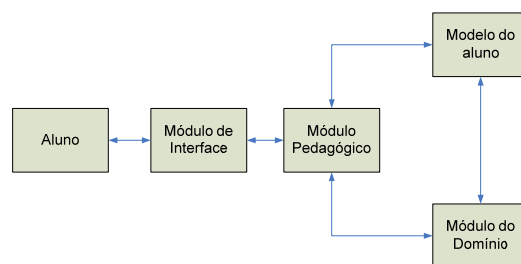 Modelo do
aluno
Aluno
Módulo de
Interface
Módulo
Pedagógico
Módulo do
Domínio